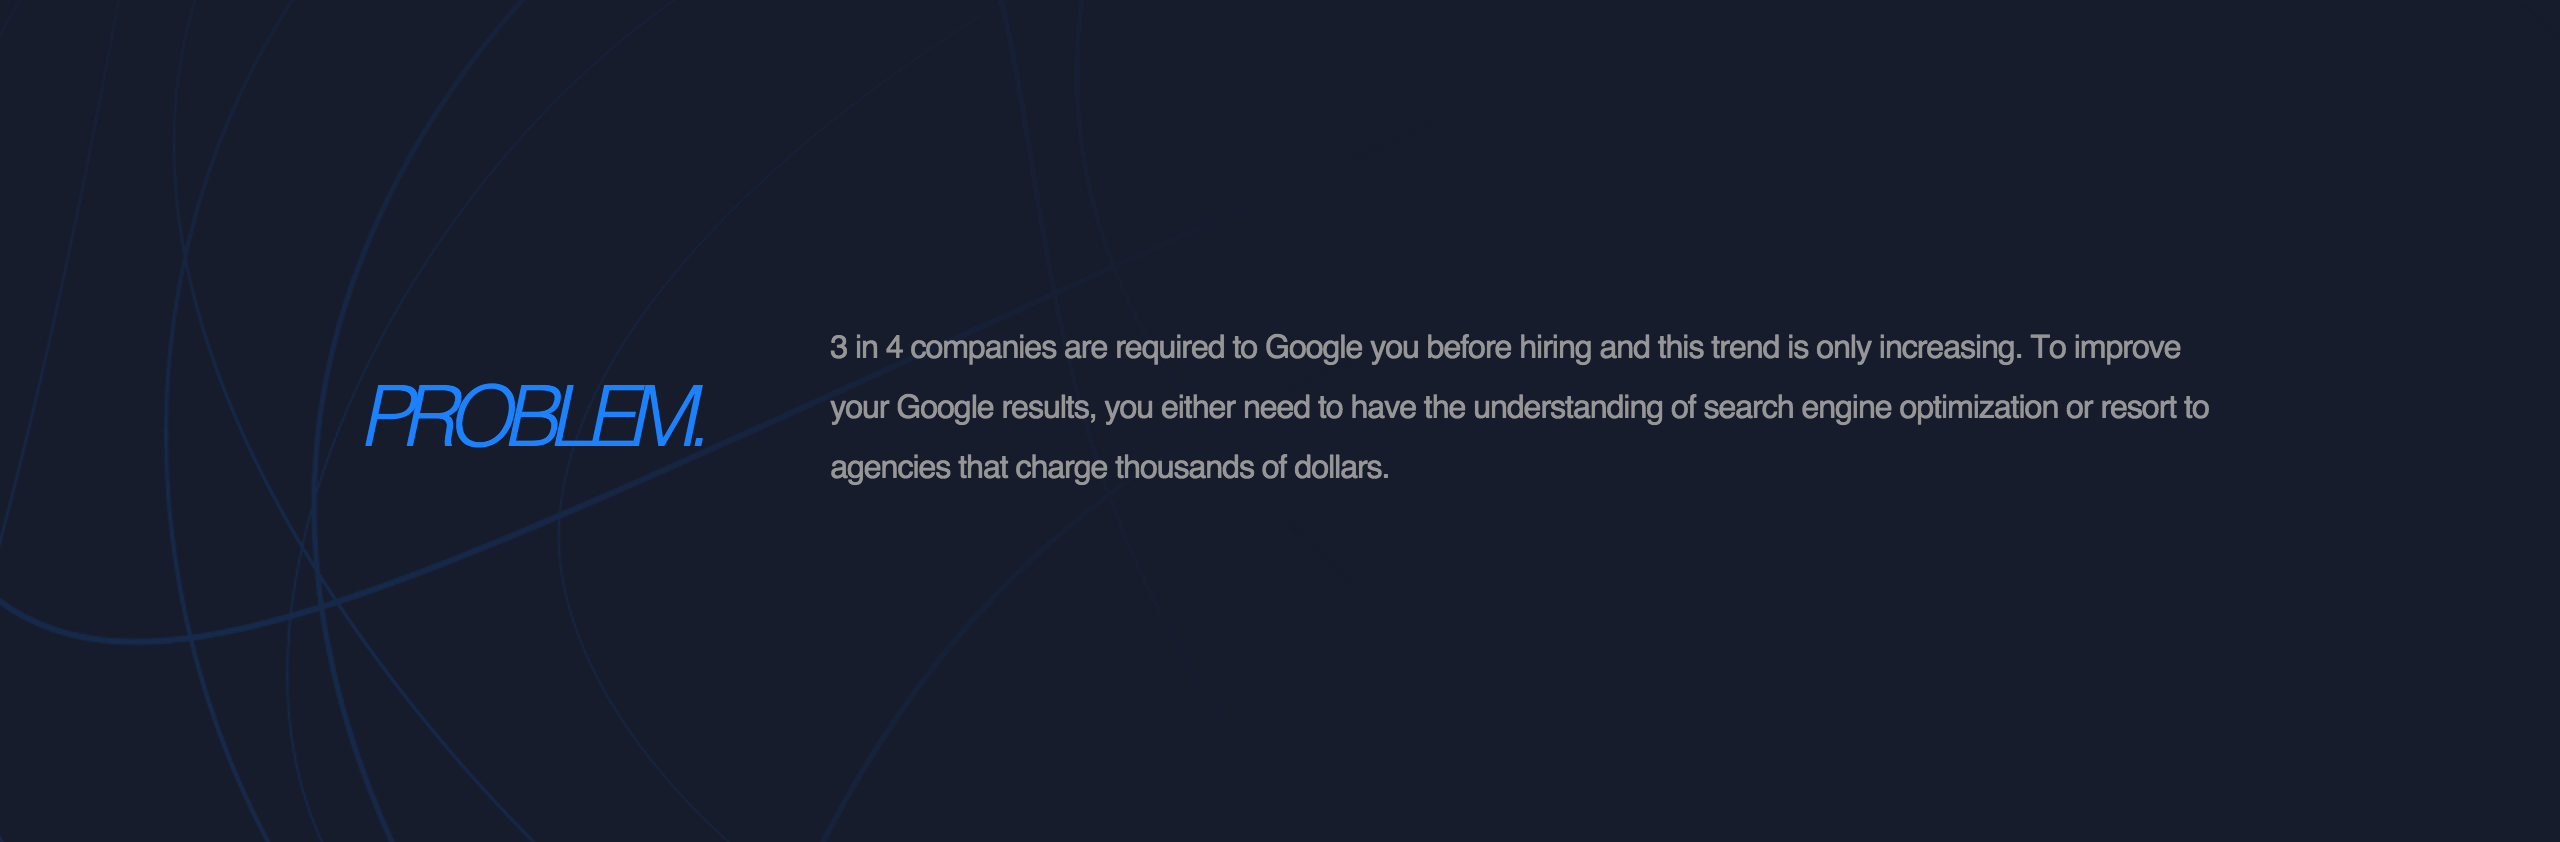 PROBLEM.
3 in 4 companies are required to Google you before hiring and this trend is only increasing. To improve
your Google results, you either need to have the understanding of search engine optimization or resort to
agencies that charge thousands of dollars.